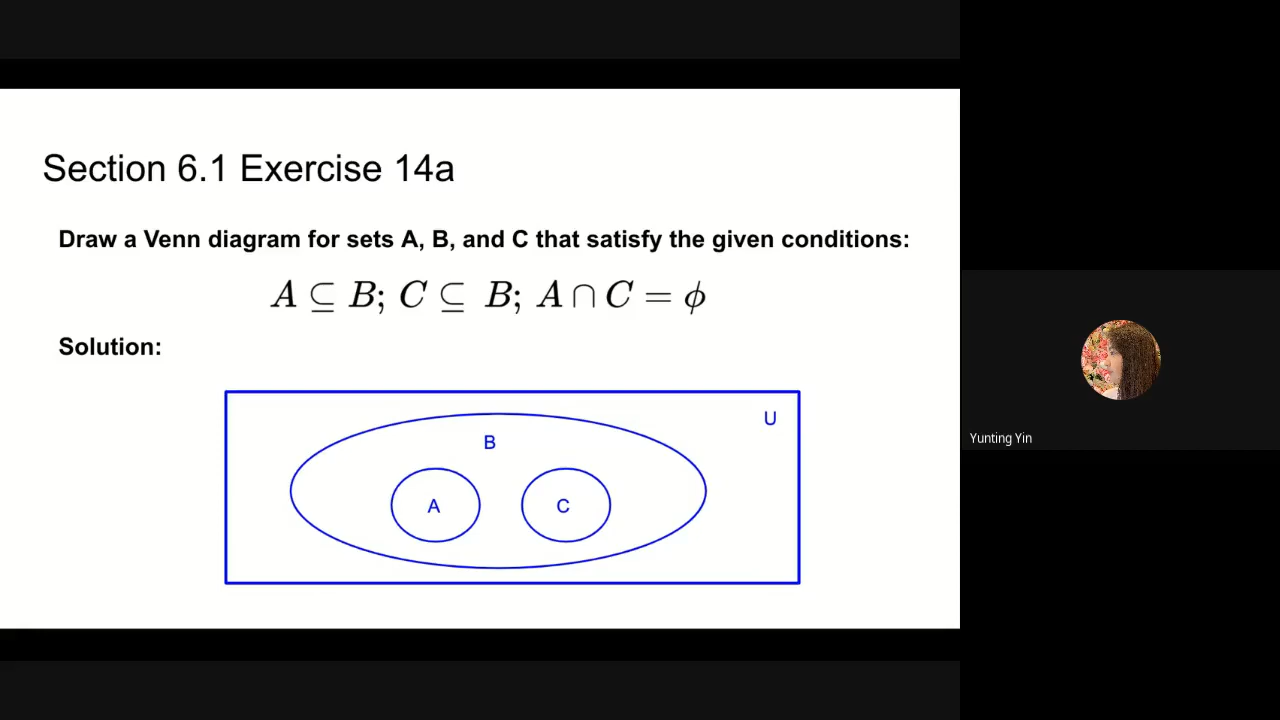 Section 6.1 Exercise 14a
Draw a Venn diagram for sets A, B, and C that satisfy the given conditions:
A ⊆ B; C ⊆ B; A ∩ C = ϕ
Solution:
U
B
A
C
Yunting Yin